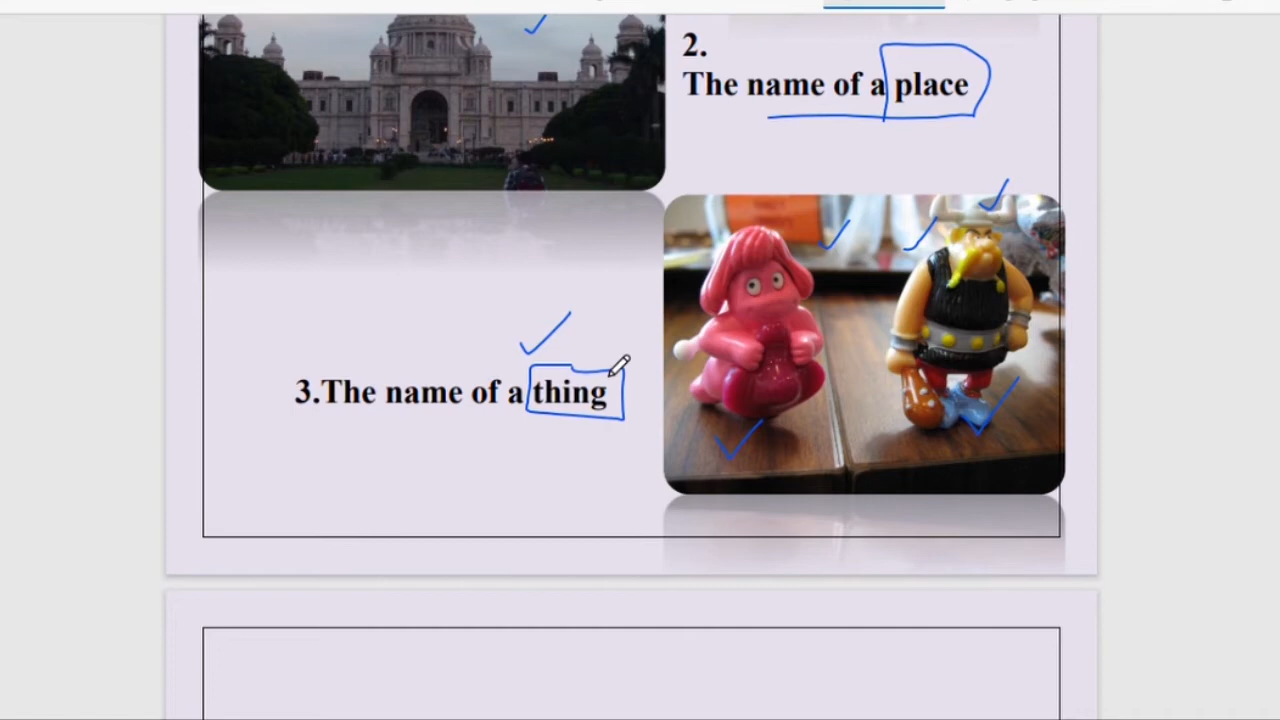 2.
The name of a place
3.The name of a thing